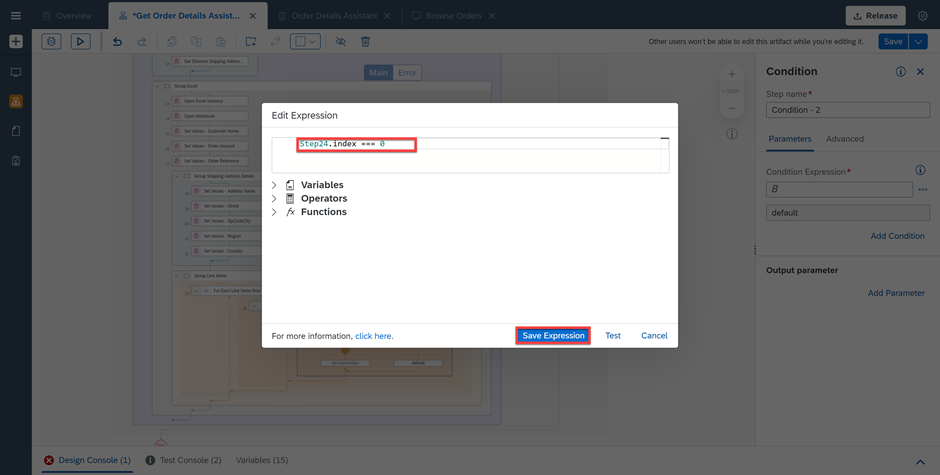 Overview
*Get Order Details Assist...
Order Details Assistant
Browse Orders
Release
Other users won't be able to edit this artifact while you're editing it.
Save
Get Element Shipping Addre...
Main
Error
Condition
Step name*
Condition - 2
Parameters
Advanced
Condition Expression*
B
default
Add Condition
Output parameter
Add Parameter
Group Excel
Open Excel Instance
Open Workbook
Set Values - Customer Name
Set Values - Order Amount
Set Values - Order Reference
Group Shipping Address Details
Set Values - Address Name
Set Values - Street
Set Values - ZipCodeCity
Set Values - Region
Set Values - Country
Group Line Items
For Each Line Items Row
default
Edit Expression
Step24.index === 0
Variables
Operators
fx Functions
For more information, click here.
Save Expression
Test
Cancel
Design Console (1)
Test Console (2)
Variables (15)